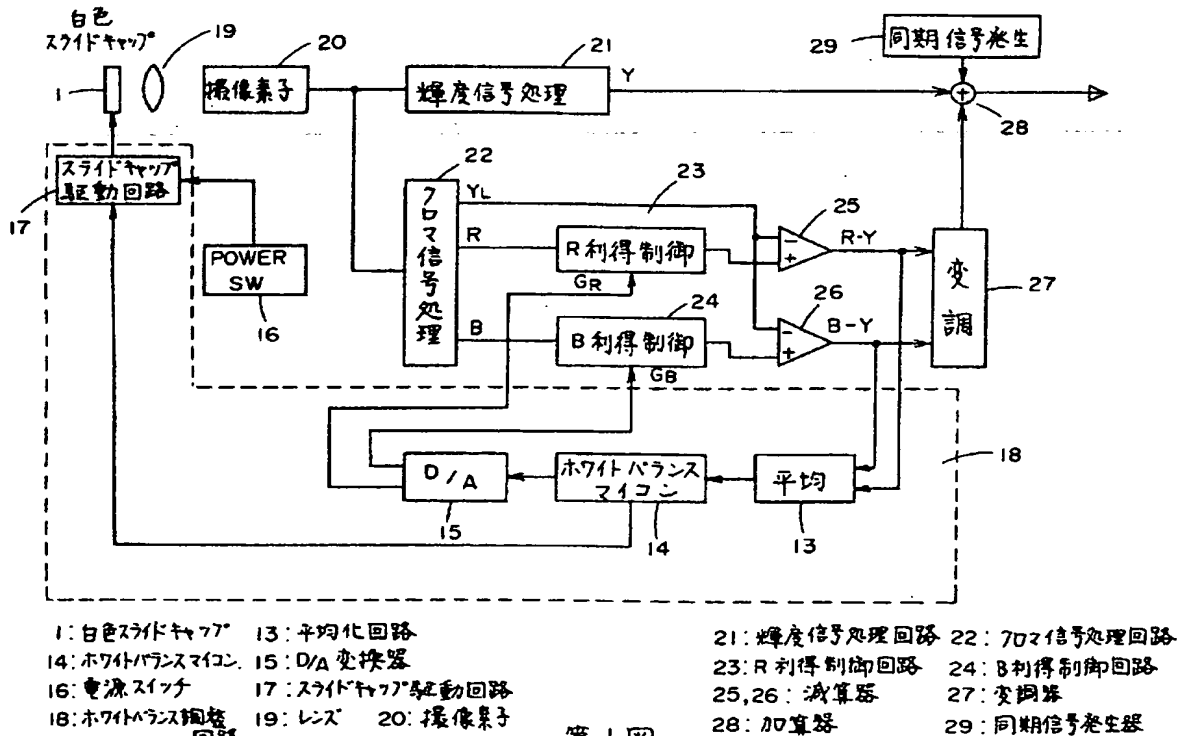 白色
スライドキャップ
1
19
20
撮像素子
21
輝度信号処理
Y
29
同期信号発生
+
28
スライドキャップ
駆動回路
17
POWER
SW
16
22
クロマ信号処理
YL
R
B
23
R利得制御
GR
24
B利得制御
GB
25
-
+
R-Y
26
-
+
B-Y
変調
27
D/A
15
ホワイトバランス
マイコン
14
平均
13
18
1:白色スライドキャップ 13:平均化回路
14:ホワイトバランスマイコン. 15:D/A変換器
16:電源スイッチ 17:スライドキャップ駆動回路
18:ホワイトバランス調整
回路
19:レンズ 20:撮像素子
第1図
21:輝度信号処理回路 22:クロマ信号処理回路
23:R利得制御回路 24:B利得制御回路
25,26:減算器 27:変調器
28:加算器 29:同期信号発生器